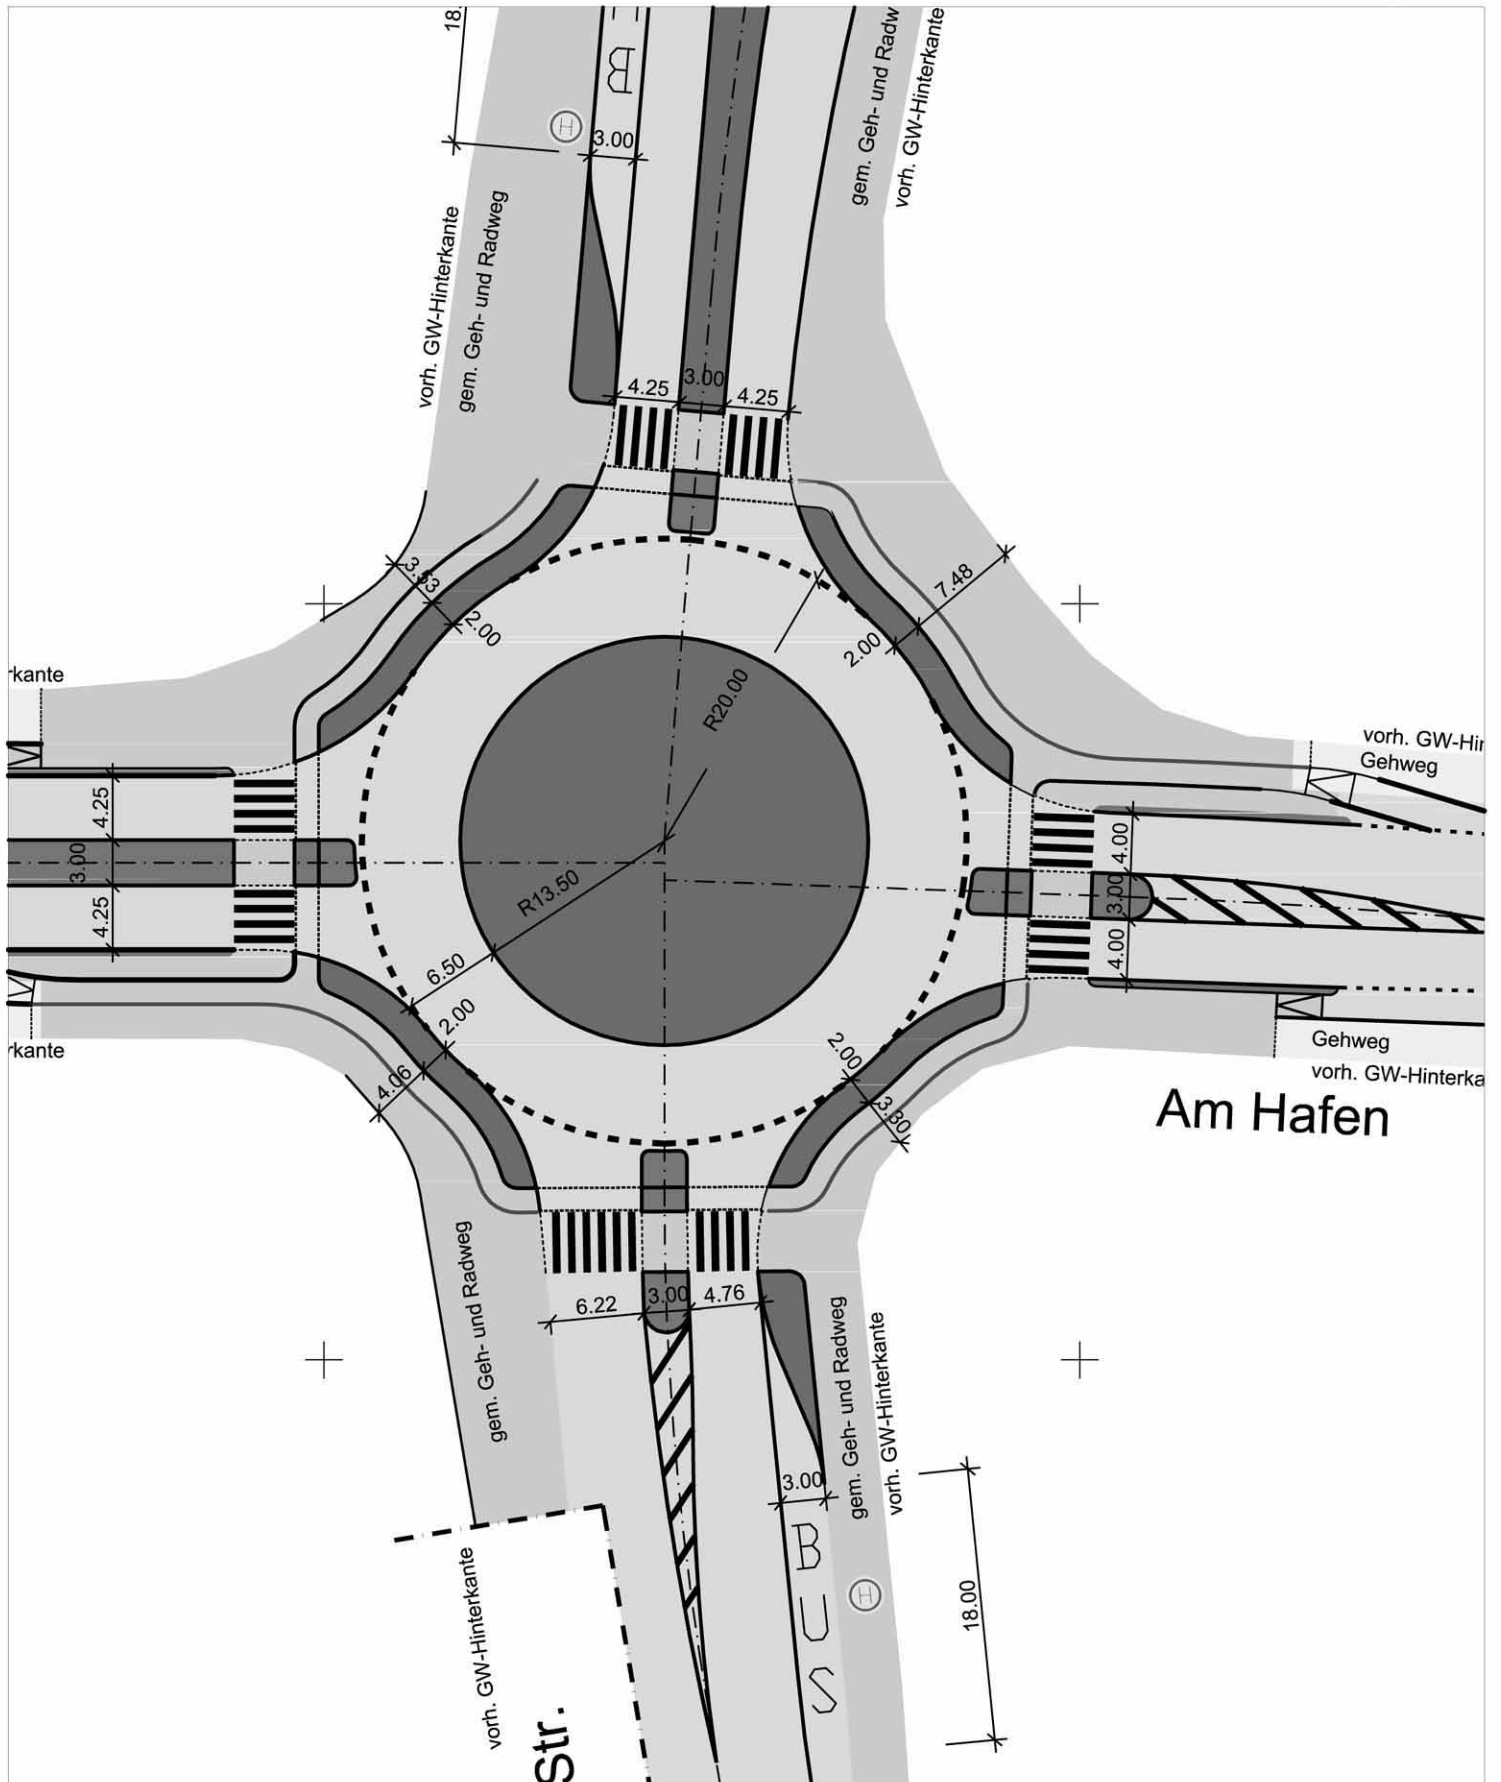 18.
B
H
3.00
gem. Geh- und Radw
vorh. GW-Hinterkante
vorh. GW-Hinterkante
gem. Geh- und Radweg
4.25
3.00
4.25
3.53
2.00
7.48
2.00
rkante
R20.00
vorh. GW-Hin
Gehweg
4.25
3.00
4.25
R13.50
4.00
3.00
4.00
6.50
2.00
4.06
2.00
3.80
rkante
Gehweg
vorh. GW-Hinterka
Am Hafen
gem. Geh- und Radweg
6.22
3.00
4.76
gem. Geh- und Radweg
vorh. GW-Hinterkante
3.00
BUS
H
18.00
vorh. GW-Hinterkante
Str.